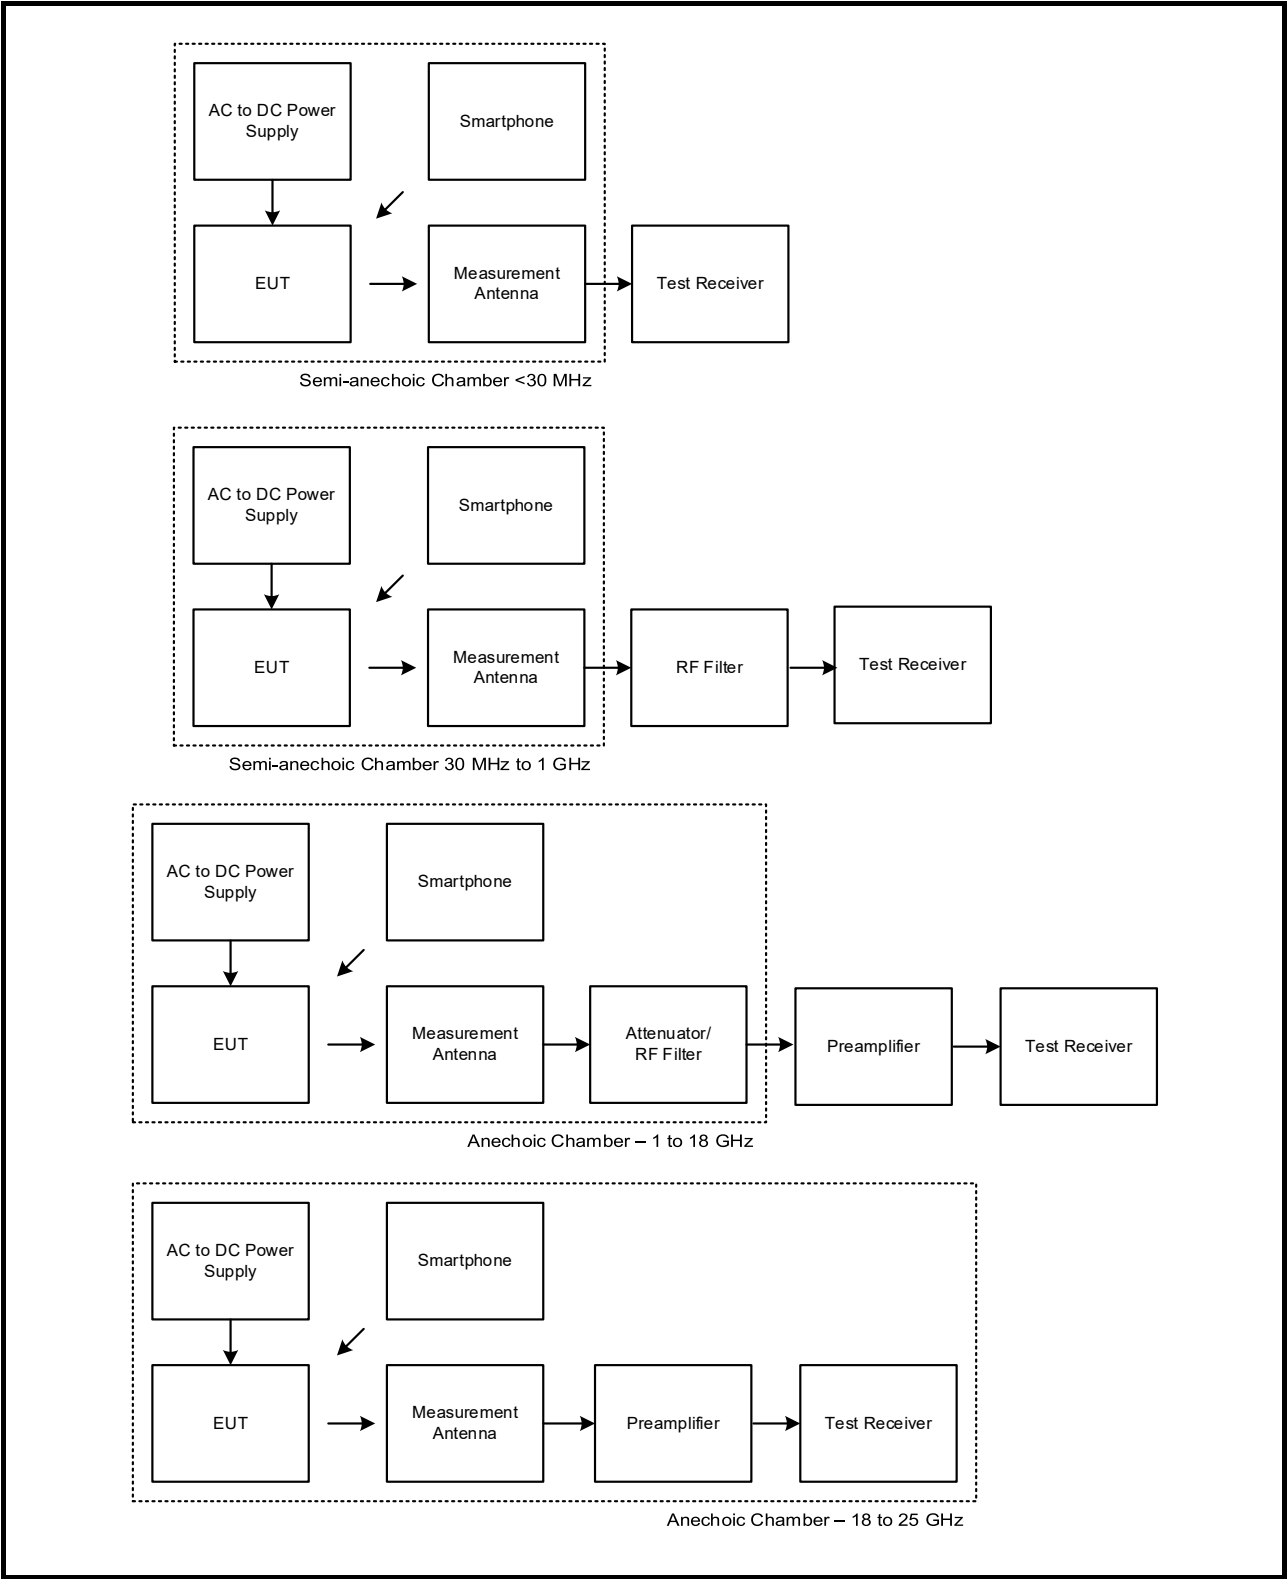 AC to DC Power
Supply
Smartphone
EUT
Measurement
Antenna
Test Receiver
Semi-anechoic Chamber <30 MHz
AC to DC Power
Supply
Smartphone
EUT
Measurement
Antenna
RF Filter
Test Receiver
Semi-anechoic Chamber 30 MHz to 1 GHz
AC to DC Power
Supply
Smartphone
EUT
Measurement
Antenna
Attenuator/
RF Filter
Preamplifier
Test Receiver
Anechoic Chamber – 1 to 18 GHz
AC to DC Power
Supply
Smartphone
EUT
Measurement
Antenna
Preamplifier
Test Receiver
Anechoic Chamber – 18 to 25 GHz